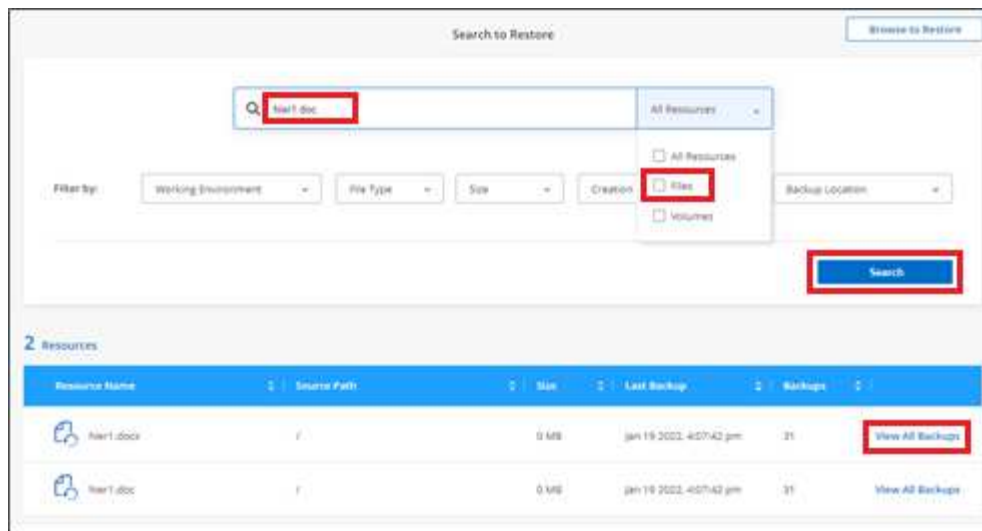 Search to Restore
Browse to Restore
hier1.doc
All Resources
All Resources
Filter by:
Working Environment
File Type
Size
Creation
Files
Backup Location
Volumes
Search
2 Resources
Resource Name
Source Path
Size
Last Backup
Backups
hier1.docx
/
0 MB
Jan 19 2022, 4:07:42 pm
31
View All Backups
hier1.doc
/
0 MB
Jan 19 2022, 4:07:42 pm
31
View All Backups